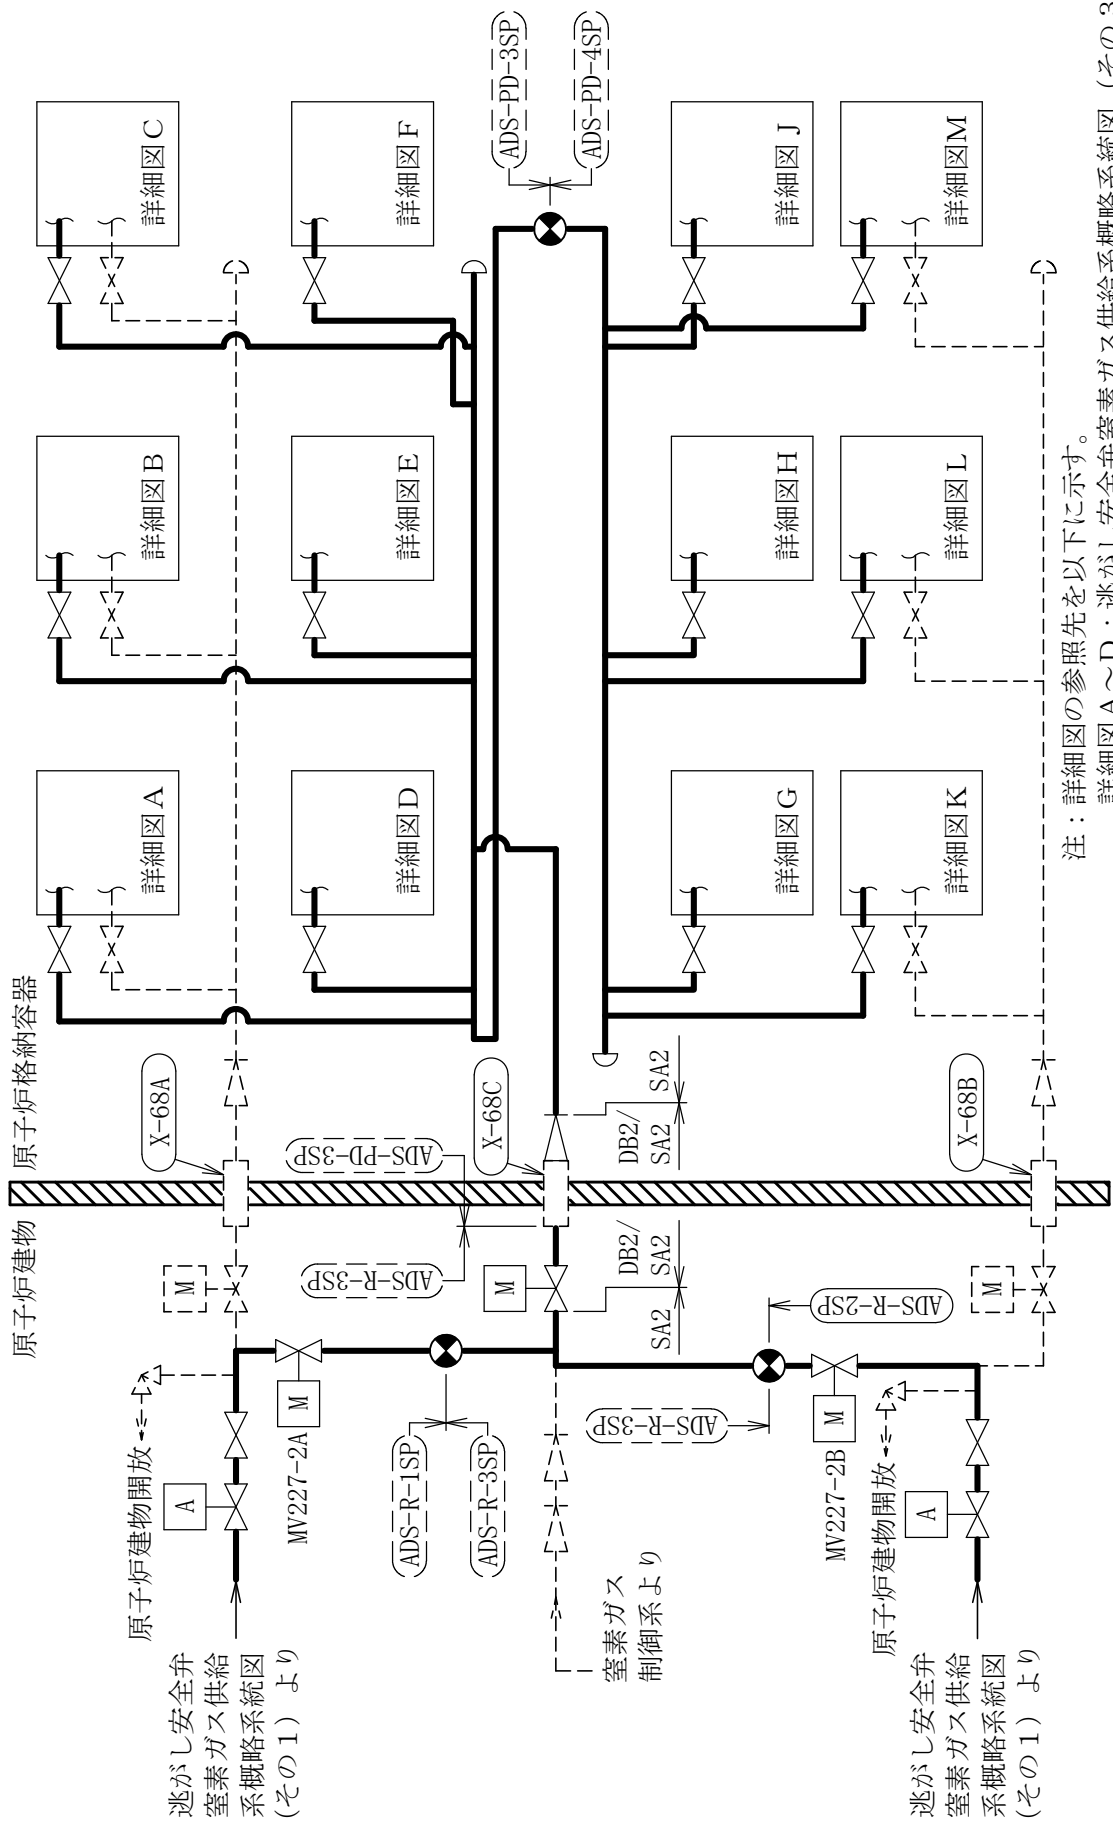 原子炉建物
原子炉格納容器
原子炉建物開放
逃がし安全弁
窒素ガス供給
系概略系統図
(その1) より
A
M
MV227-2A
M
X-68A
詳細図A
詳細図B
詳細図C
ADS-R-1SP
ADS-R-3SP
ADS-R-3SP
ADS-PD-3SP
詳細図D
詳細図E
詳細図F
窒素ガス
制御系より
M
X-68C
SA2
DB2/
SA2
DB2/
SA2
SA2
ADS-PD-3SP
ADS-PD-4SP
ADS-R-3SP
ADS-R-2SP
詳細図G
詳細図H
詳細図J
原子炉建物開放
逃がし安全弁
窒素ガス供給
系概略系統図
(その1) より
A
M
MV227-2B
M
X-68B
詳細図K
詳細図L
詳細図M
注：詳細図の参照先を以下に示す。
詳細図A～D：逃がし安全弁窒素ガス供給系概略系統図（その3